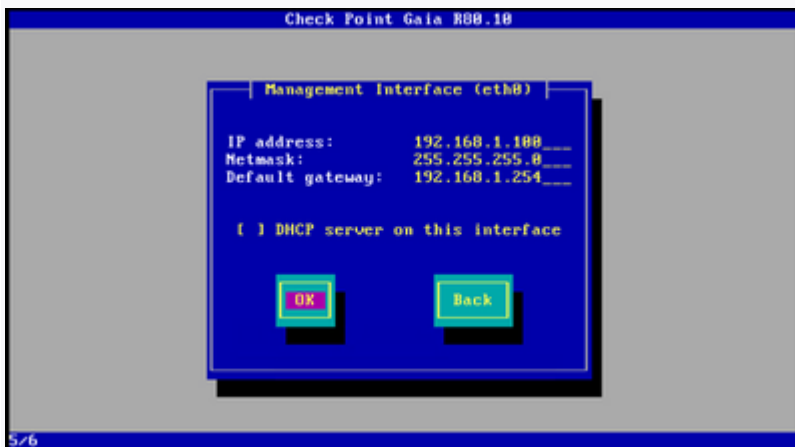 Check Point Gaia R80.10
Management Interface (eth0)
IP address: 192.168.1.100___
Netmask: 255.255.255.0___
Default gateway: 192.168.1.254___
[ ] DHCP server on this interface
OK Back
5/6